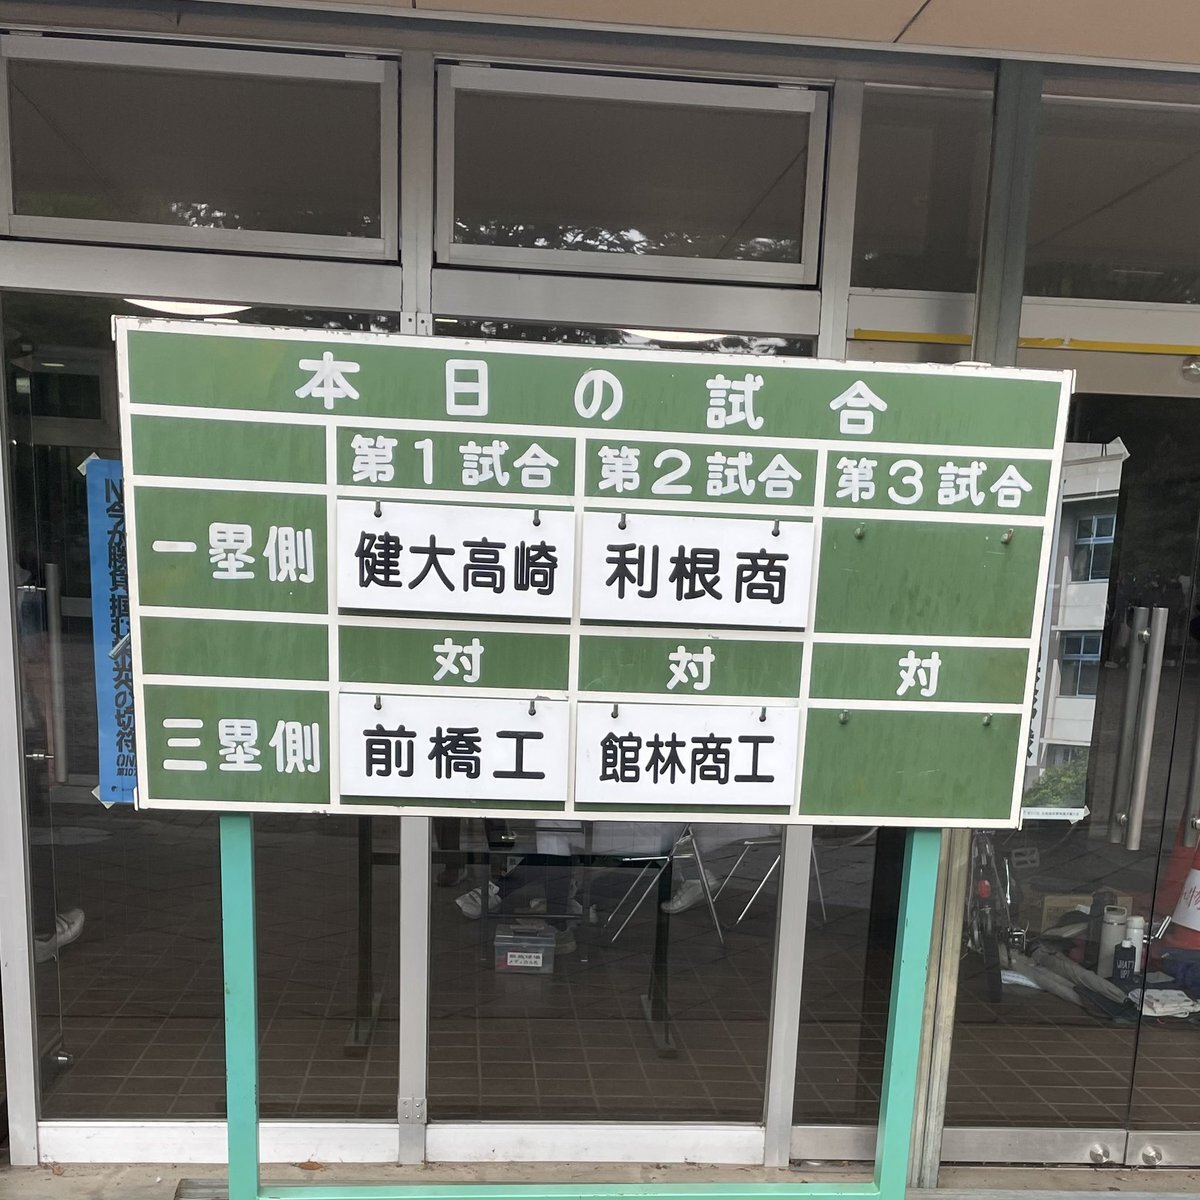 本日の試合
第1試合 第2試合 第3試合
一塁側 健大高崎 利根商
対 対 対
三塁側 前橋工 館林商工
WHAT'S UP?